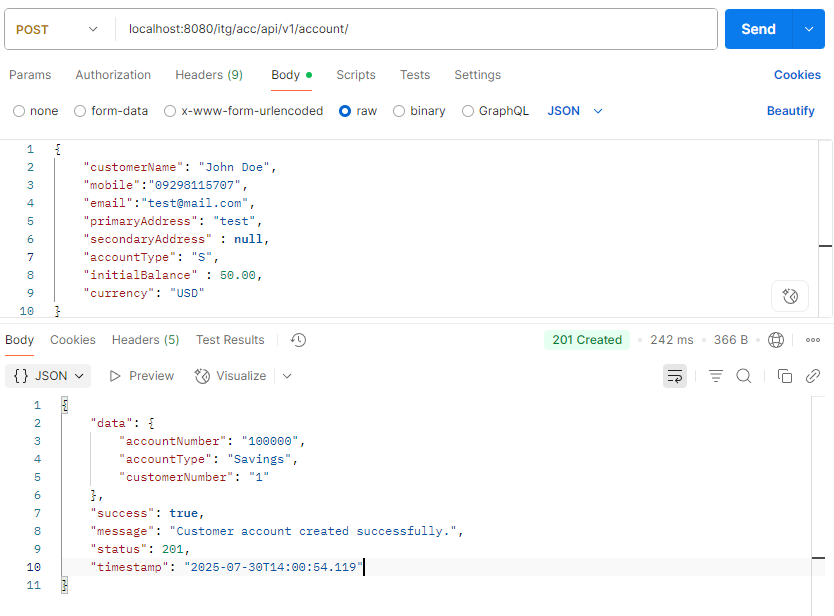 POST localhost:8080/itg/acc/api/v1/account/ Send
Params Authorization Headers (9) Body Scripts Tests Settings Cookies
none form-data x-www-form-urlencoded raw binary GraphQL JSON Beautify
1 {
2 "customerName": "John Doe",
3 "mobile":"09298115707",
4 "email":"test@mail.com",
5 "primaryAddress": "test",
6 "secondaryAddress" : null,
7 "accountType": "S",
8 "initialBalance" : 50.00,
9 "currency": "USD"
10 }
Body Cookies Headers (5) Test Results 201 Created 242 ms 366 B
{} JSON Preview Visualize
1 {
2 "data": {
3 "accountNumber": "100000",
4 "accountType": "Savings",
5 "customerNumber": "1"
6 },
7 "success": true,
8 "message": "Customer account created successfully.",
9 "status": 201,
10 "timestamp": "2025-07-30T14:00:54.119"
11 }